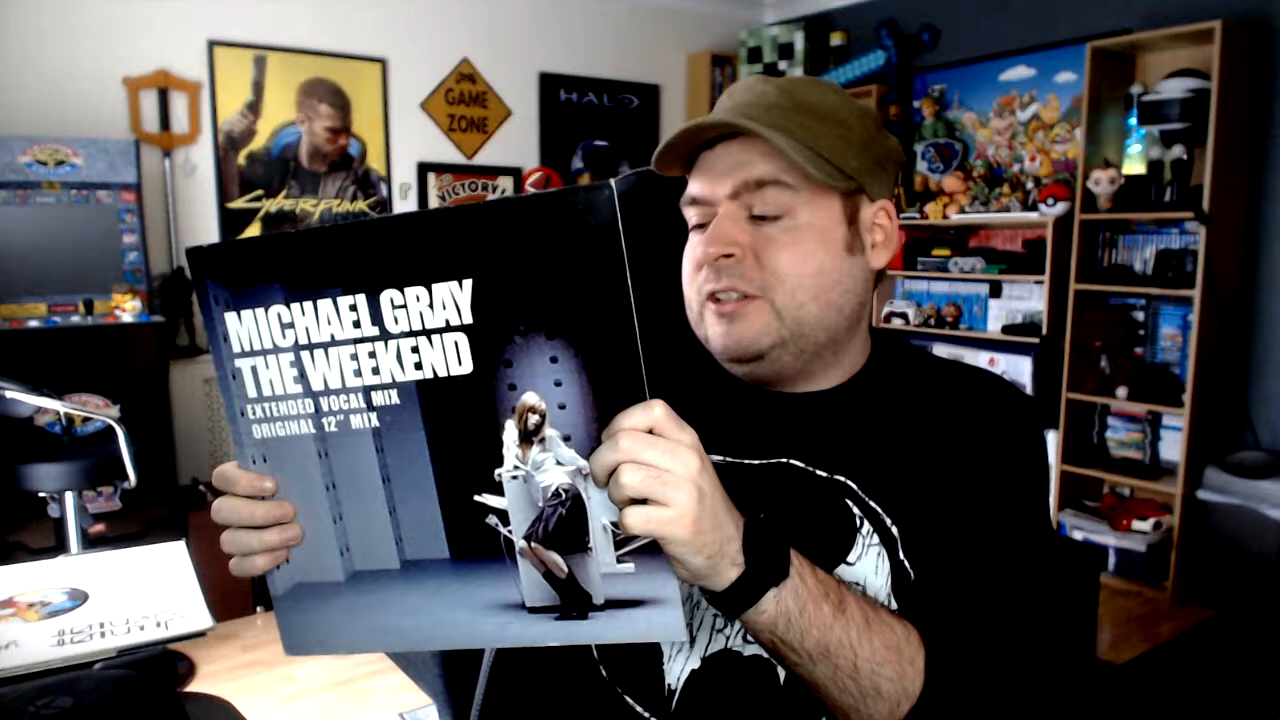 CYBERPUNK
GAME
ZONE
HALO
VICTORY!
MICHAEL GRAY
THE WEEKEND
EXTENDED VOCAL MIX
ORIGINAL 12" MIX